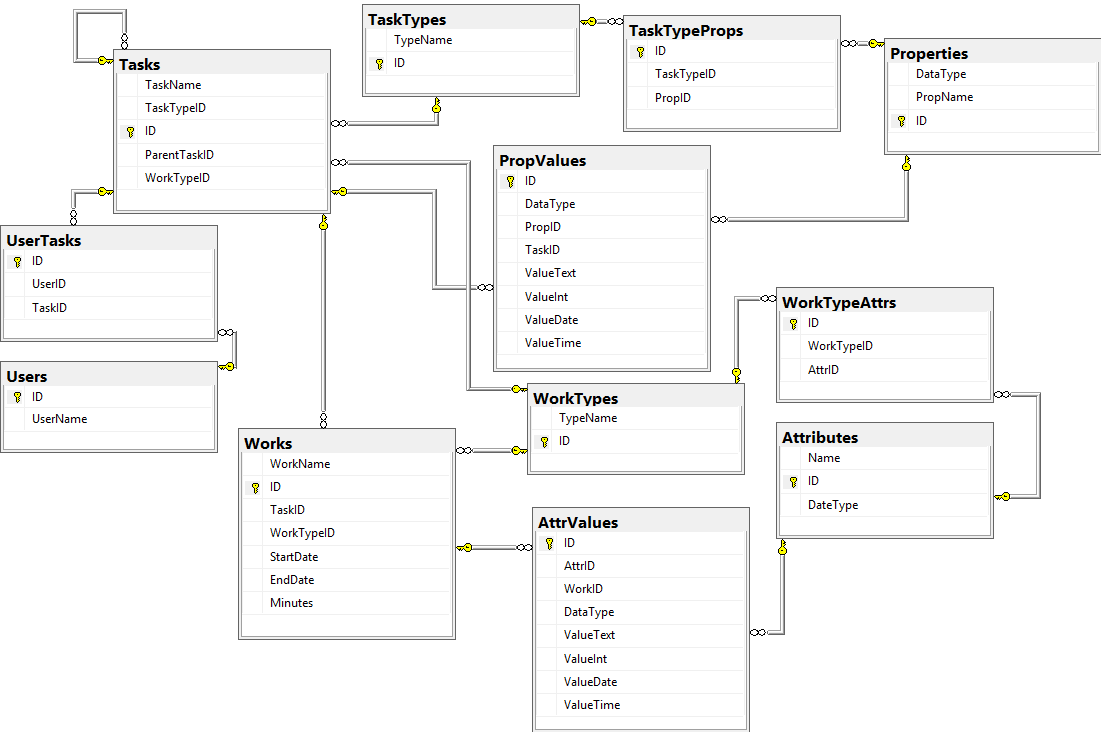 TaskTypes
TypeName
ID
TaskTypeProps
ID
TaskTypeID
PropID
Properties
DataType
PropName
ID
Tasks
TaskName
TaskTypeID
ID
ParentTaskID
WorkTypeID
PropValues
ID
DataType
PropID
TaskID
ValueText
ValueInt
ValueDate
ValueTime
UserTasks
ID
UserID
TaskID
Users
ID
UserName
WorkTypeAttrs
ID
WorkTypeID
AttrID
WorkTypes
TypeName
ID
Works
WorkName
ID
TaskID
WorkTypeID
StartDate
EndDate
Minutes
Attributes
Name
ID
DateType
AttrValues
ID
AttrID
WorkID
DataType
ValueText
ValueInt
ValueDate
ValueTime